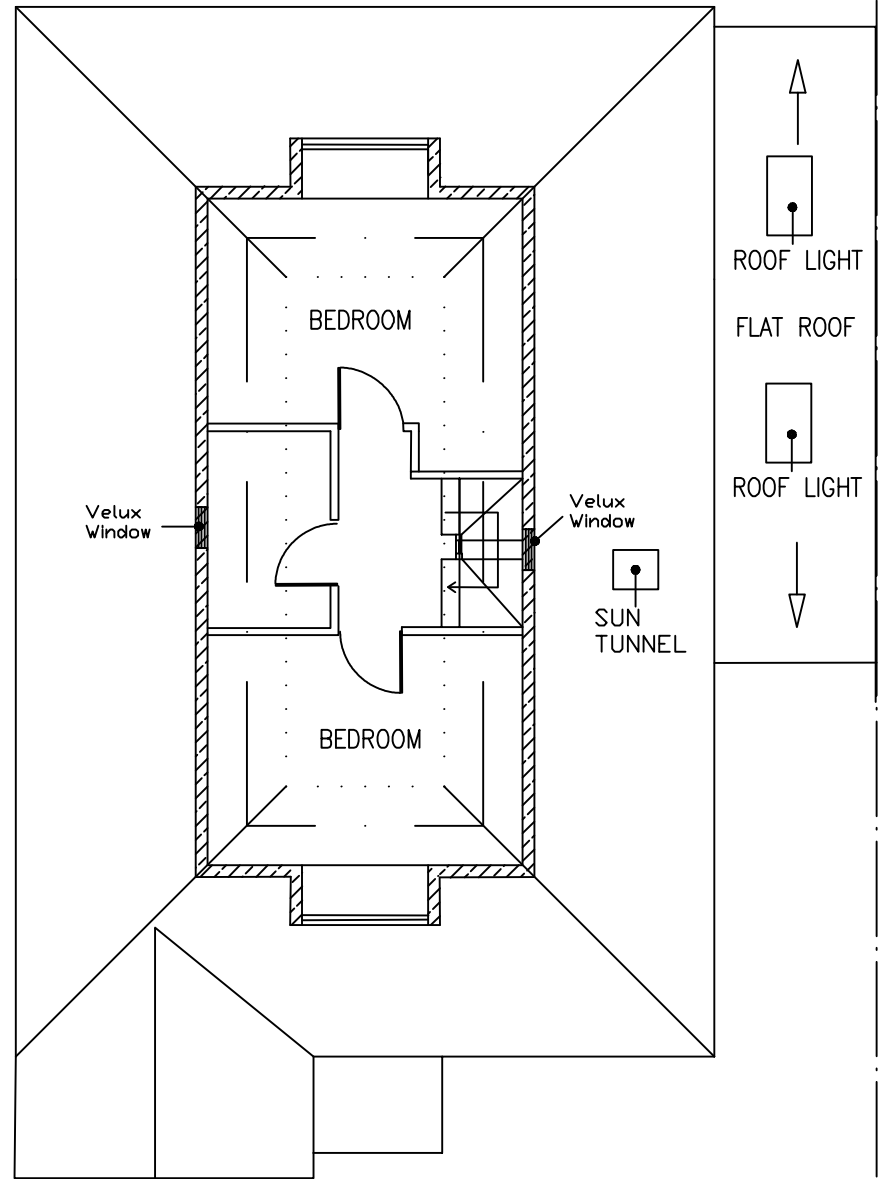 ROOF LIGHT
BEDROOM
FLAT ROOF
ROOF LIGHT
Velux
Window
Velux
Window
SUN
TUNNEL
BEDROOM